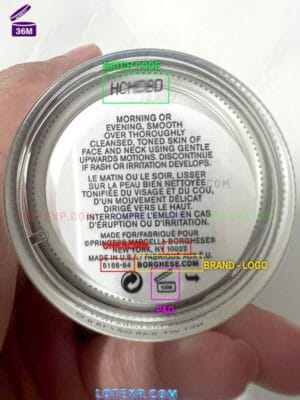 36M
BATCH CODE
MORNING OR
EVENING, SMOOTH
OVER THOROUGHLY
CLEANSED, TONED SKIN OF
FACE AND NECK USING GENTLE
UPWARDS MOTIONS. DISCONTINUE
IF RASH OR IRRITATION DEVELOPS.
LE MATIN OU LE SOIR, LISSER
SUR LA PEAU BIEN NETTOYÉE,
TONIFIÉE DU VISAGE ET DU COU,
D'UN MOUVEMENT DÉLICAT
DIRIGÉ VERS LE HAUT.
INTERROMPRE L'EMLOI EN CAS
D'ÉRUPTION OU D'IRRITATION.
MADE FOR/FABRIQUÉ POUR
©PRINCESS MARCELLA BORGHESE®
NEW YORK, NY 10022
MADE IN U.S.A./FABRIQUÉ AUX E.U.
5186-04 BORGHESE.COM BRAND - LOGO
PAO
LOTEXP.COM